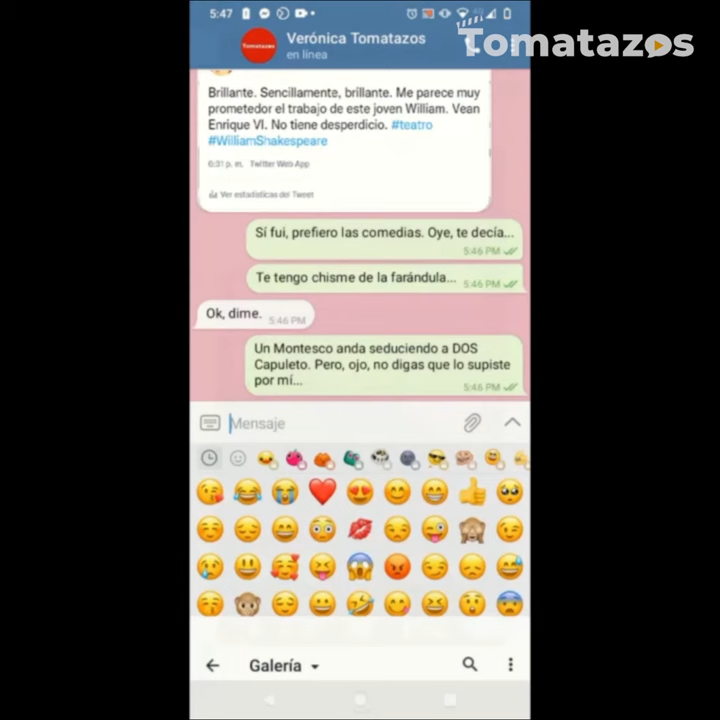 5:47
Tomatazos
Verónica Tomatazos
en línea
Tomatazos
Brillante. Sencillamente, brillante. Me parece muy
prometedor el trabajo de este joven William. Vean
Enrique VI. No tiene desperdicio. #teatro
#WilliamShakespeare
6:31 p. m. Twitter Web App
Ver estadísticas del Tweet
Sí fui, prefiero las comedias. Oye, te decía...
5:46 PM
Te tengo chisme de la farándula...
5:46 PM
Ok, dime.
5:46 PM
Un Montesco anda seduciendo a DOS
Capuleto. Pero, ojo, no digas que lo supiste
por mí...
5:46 PM
Mensaje
Galería